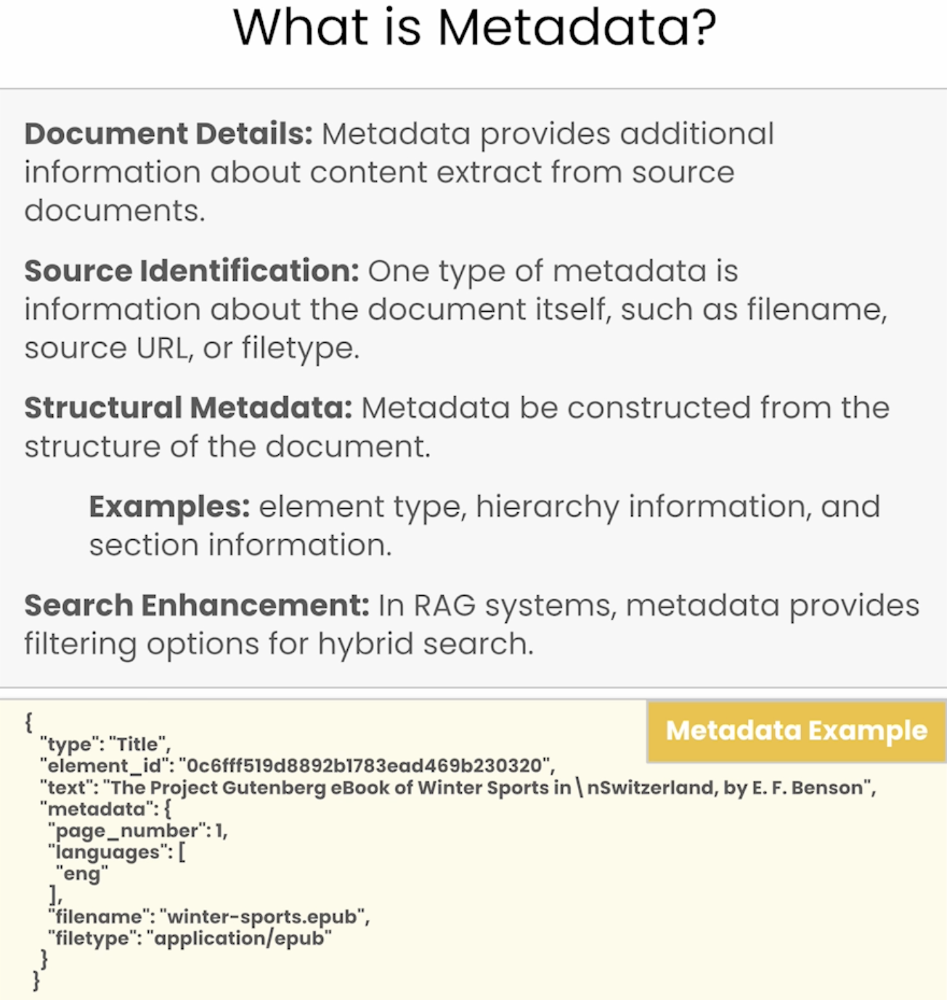 What is Metadata?
Document Details: Metadata provides additional
information about content extract from source
documents.
Source Identification: One type of metadata is
information about the document itself, such as filename,
source URL, or filetype.
Structural Metadata: Metadata be constructed from the
structure of the document.
Examples: element type, hierarchy information, and
section information.
Search Enhancement: In RAG systems, metadata provides
filtering options for hybrid search.
Metadata Example
{
"type": "Title",
"element_id": "0c6fff519d8892b1783ead469b230320",
"text": "The Project Gutenberg eBook of Winter Sports in\nSwitzerland, by E. F. Benson",
"metadata": {
"page_number": 1,
"languages": [
"eng"
],
"filename": "winter-sports.epub",
"filetype": "application/epub"
}
}